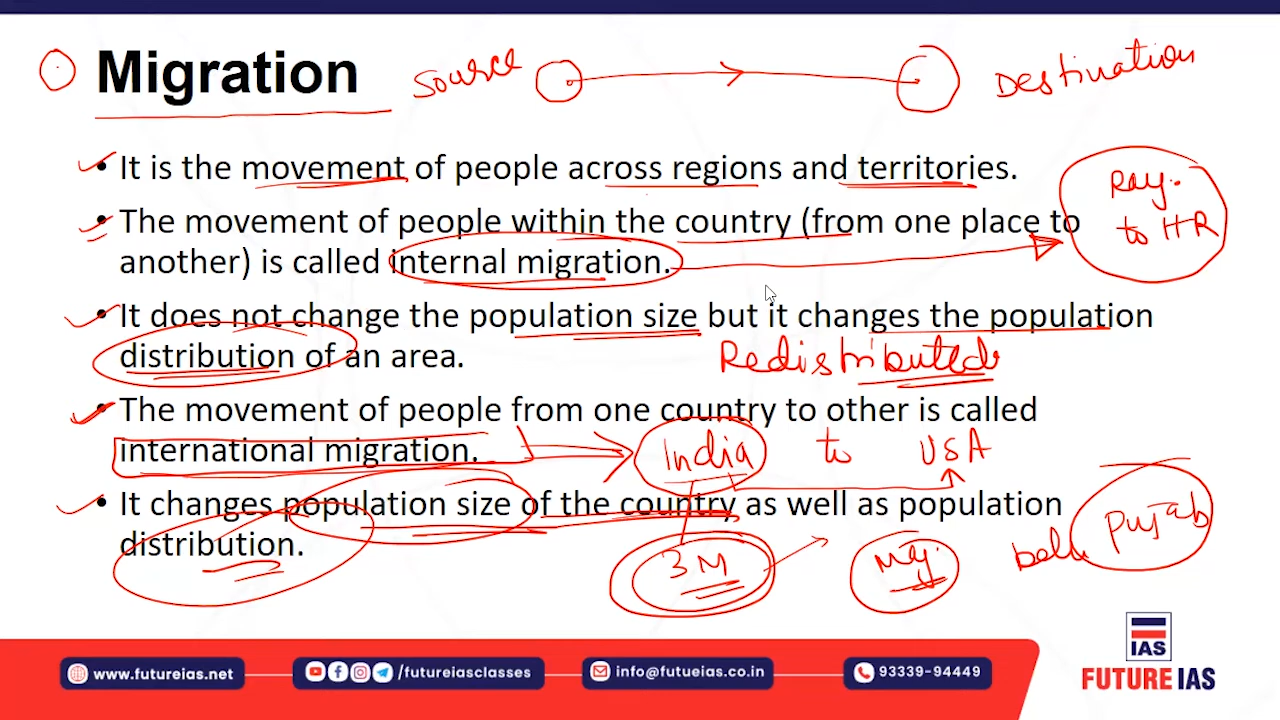 Migration
Source
Destination
• It is the movement of people across regions and territories.
Raj.
to HR
• The movement of people within the country (from one place to
another) is called internal migration.
• It does not change the population size but it changes the population
distribution of an area.
Redistributed
• The movement of people from one country to other is called
international migration.
India to USA
• It changes population size of the country as well as population
distribution.
3M
Maj.
Punjab
www.futureias.net
/futureiasclasses
info@futueias.co.in
93339-94449
IAS
FUTURE IAS